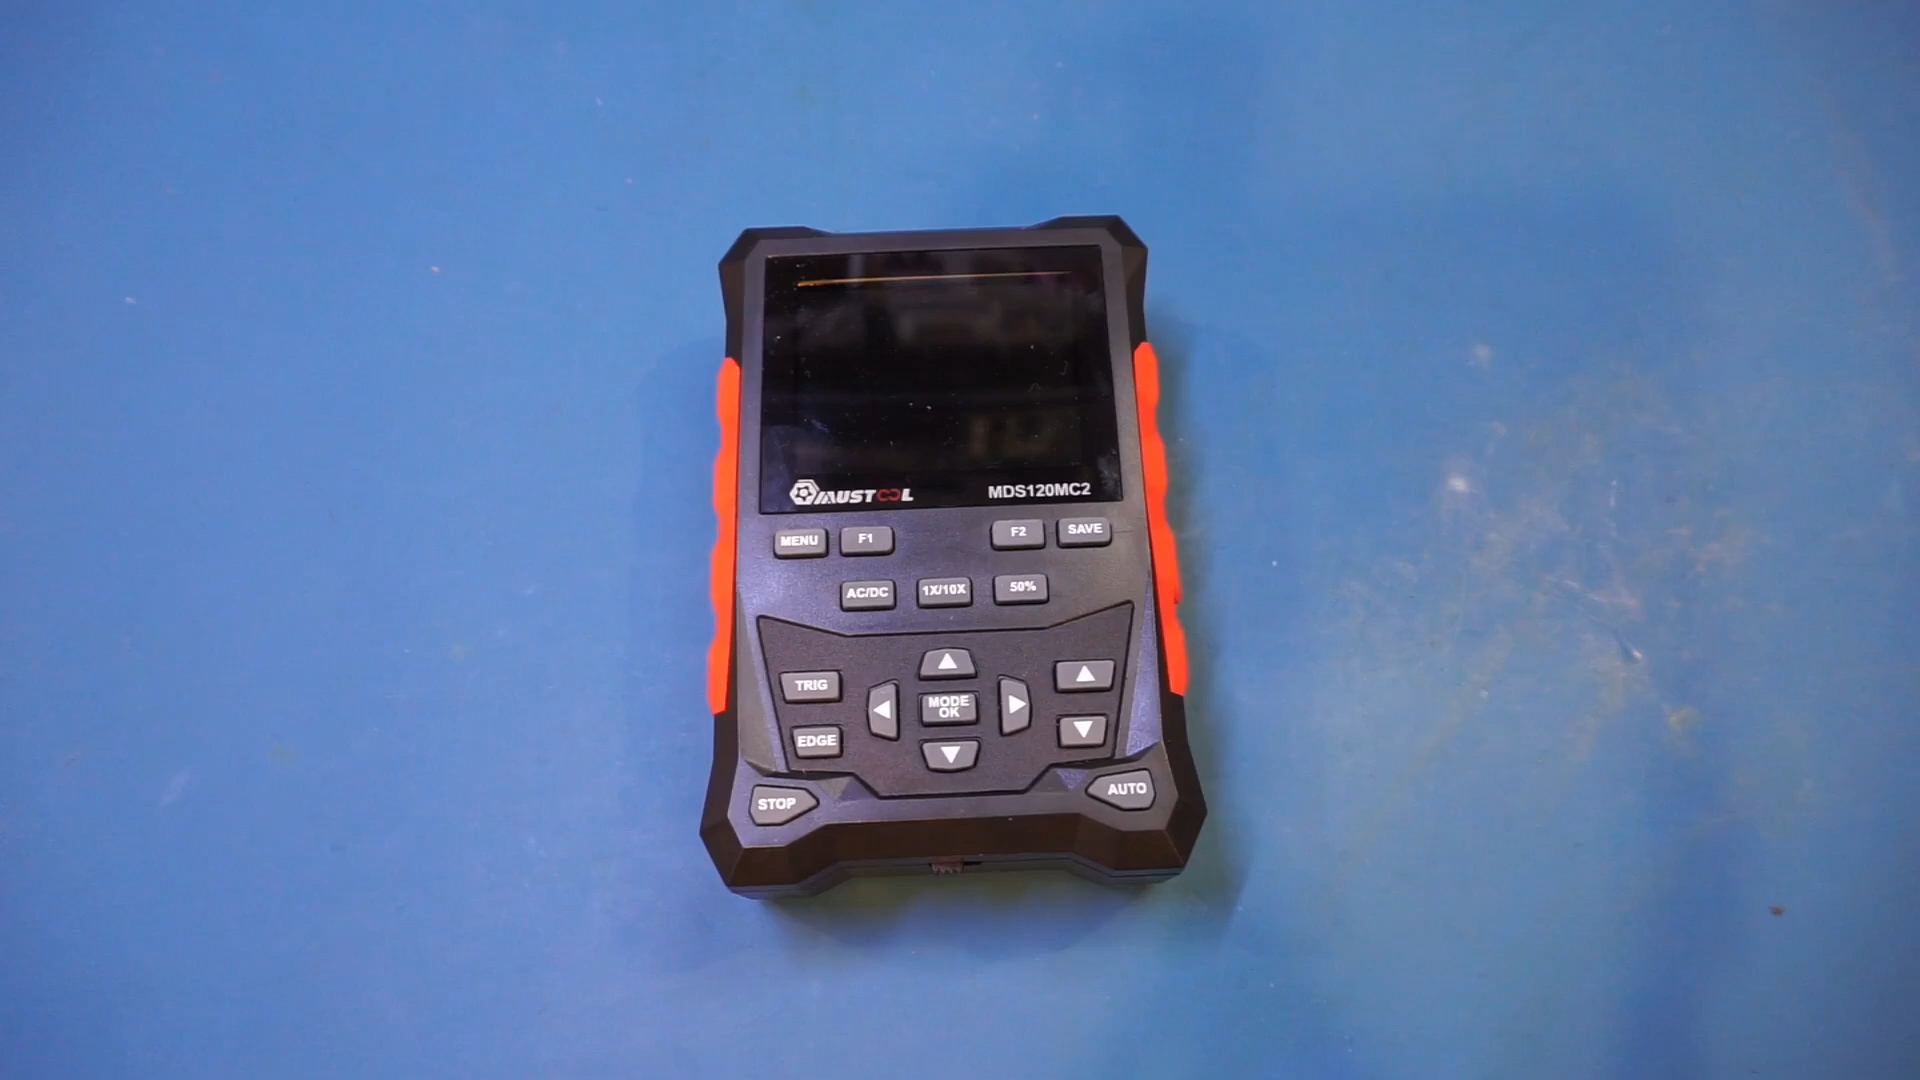 MUSTOOL
MDS120MC2
MENU
F1
F2
SAVE
AC/DC
1X/10X
50%
TRIG
MODE
OK
EDGE
STOP
AUTO